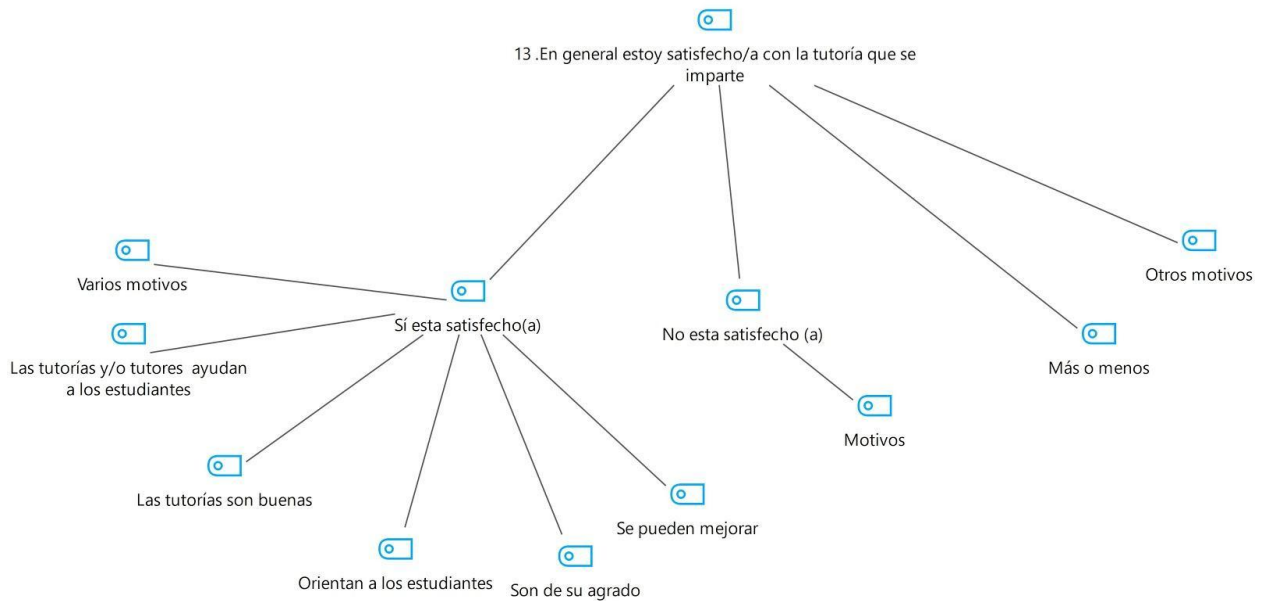 13 .En general estoy satisfecho/a con la tutoría que se
imparte
Otros motivos
Varios motivos
Sí esta satisfecho(a)
No esta satisfecho (a)
Más o menos
Las tutorías y/o tutores  ayudan
a los estudiantes
Motivos
Las tutorías son buenas
Se pueden mejorar
Orientan a los estudiantes
Son de su agrado